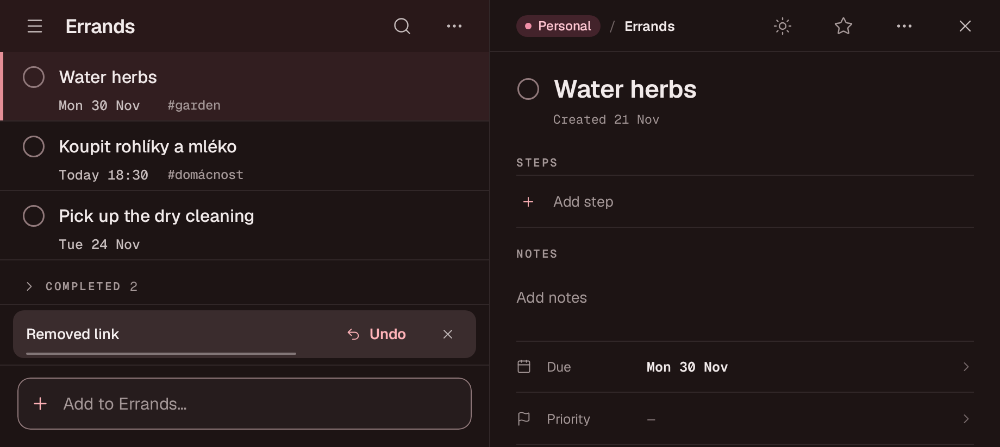 Errands
Water herbs
Mon 30 Nov #garden
Koupit rohlíky a mléko
Today 18:30 #domácnost
Pick up the dry cleaning
Tue 24 Nov
COMPLETED 2
Removed link Undo
Add to Errands…
Personal / Errands
Water herbs
Created 21 Nov
STEPS
Add step
NOTES
Add notes
Due Mon 30 Nov
Priority –